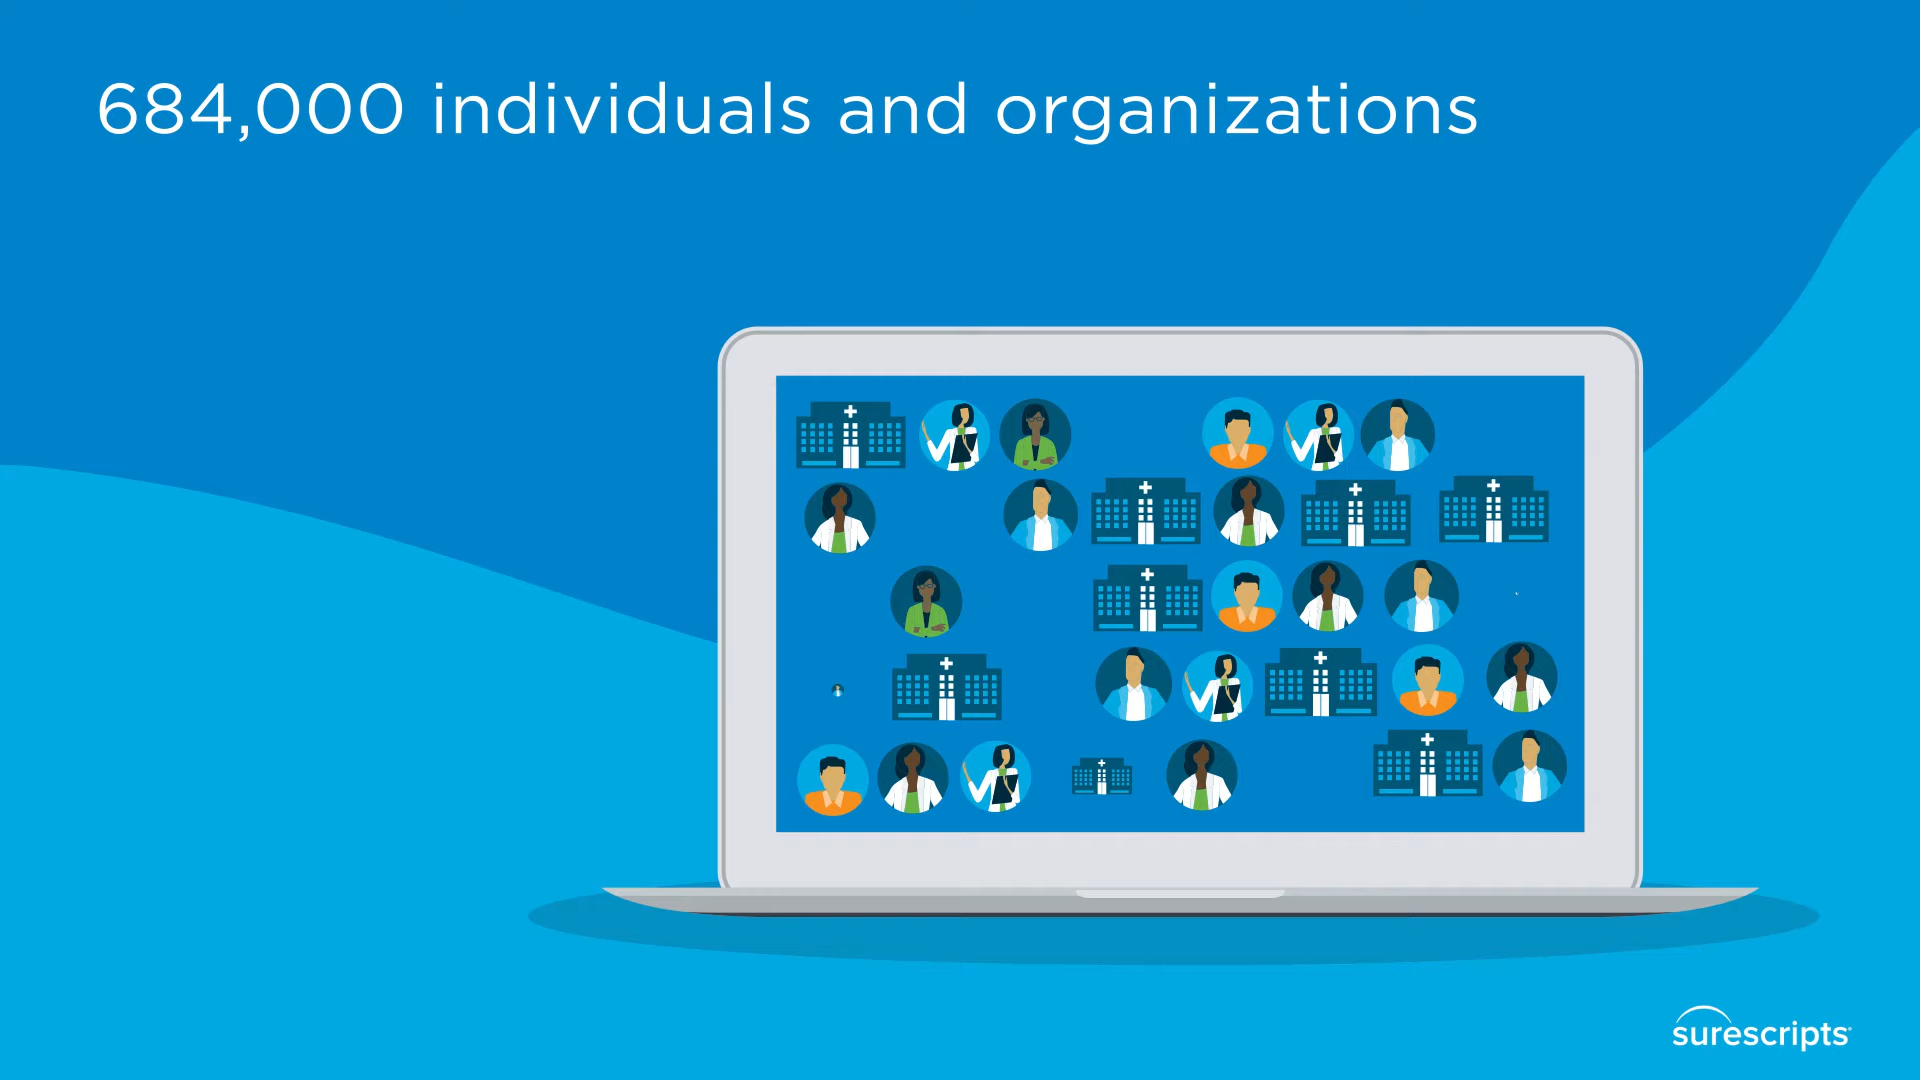 684,000 individuals and organizations
surescripts